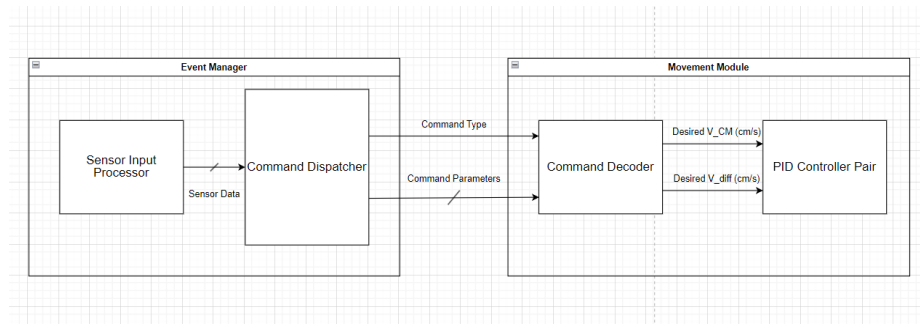 Event Manager
Movement Module
Sensor Input
Processor
Sensor Data
Command Dispatcher
Command Type
Command Parameters
Command Decoder
Desired V_CM (cm/s)
Desired V_diff (cm/s)
PID Controller Pair